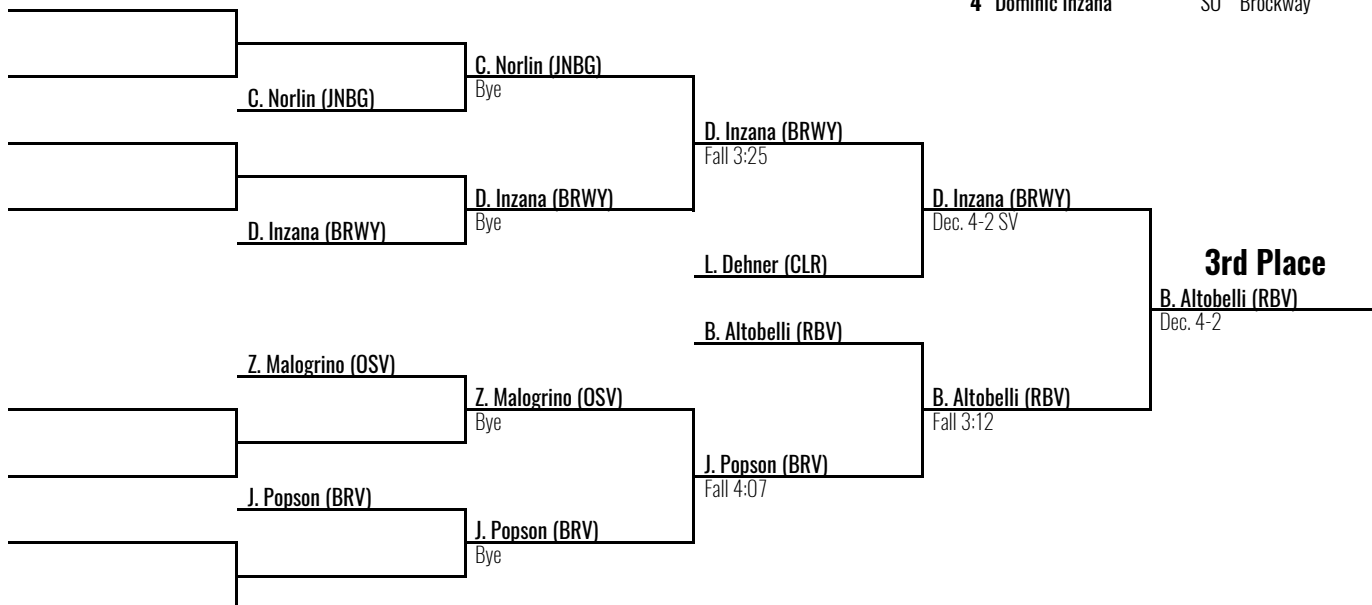 4 Dominic Inzana SO Brockway
C. Norlin (JNBG)
Bye
C. Norlin (JNBG)
D. Inzana (BRWY)
Fall 3:25
D. Inzana (BRWY)
Bye
D. Inzana (BRWY)
Dec. 4-2 SV
D. Inzana (BRWY)
L. Dehner (CLR)
3rd Place
B. Altobelli (RBV)
Dec. 4-2
B. Altobelli (RBV)
Z. Malogrino (OSV)
Z. Malogrino (OSV)
Bye
B. Altobelli (RBV)
Fall 3:12
J. Popson (BRV)
Fall 4:07
J. Popson (BRV)
J. Popson (BRV)
Bye